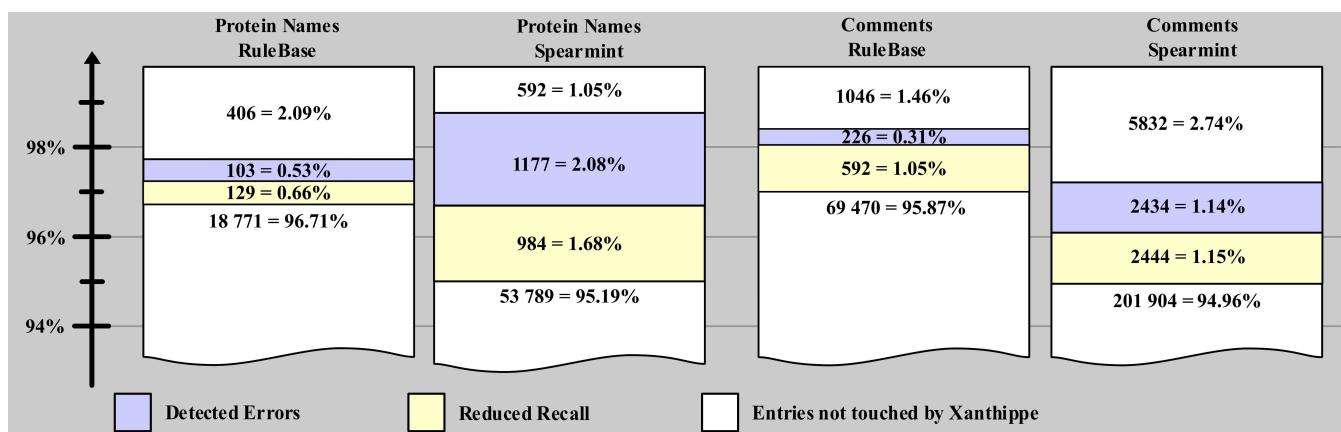 Protein Names
RuleBase
Protein Names
Spearmint
Comments
RuleBase
Comments
Spearmint
98%
96%
94%
406 = 2.09%
103 = 0.53%
129 = 0.66%
18 771 = 96.71%
592 = 1.05%
1177 = 2.08%
984 = 1.68%
53 789 = 95.19%
1046 = 1.46%
226 = 0.31%
592 = 1.05%
69 470 = 95.87%
5832 = 2.74%
2434 = 1.14%
2444 = 1.15%
201 904 = 94.96%
Detected Errors
Reduced Recall
Entries not touched by Xanthippe